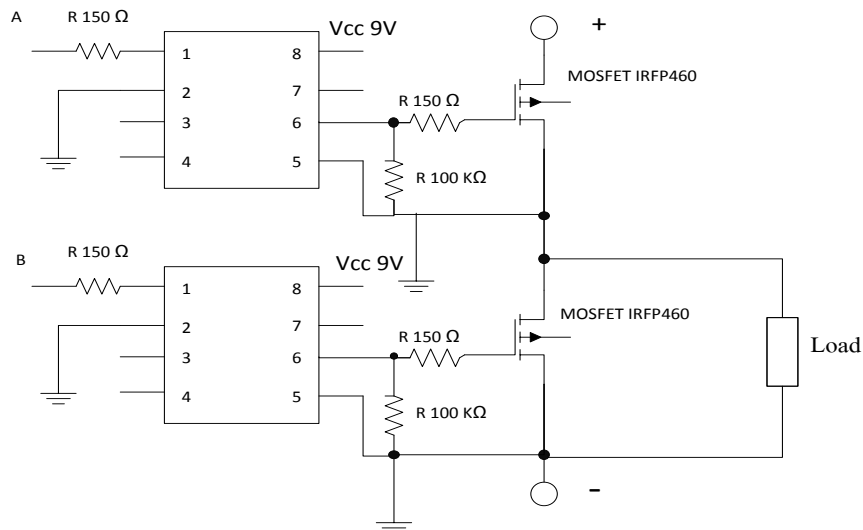 A
R 150 Ω
Vcc 9V
1
8
2
7
3
6
4
5
R 150 Ω
R 100 KΩ
+
MOSFET IRFP460
B
R 150 Ω
Vcc 9V
1
8
2
7
3
6
4
5
R 150 Ω
R 100 KΩ
MOSFET IRFP460
Load
-